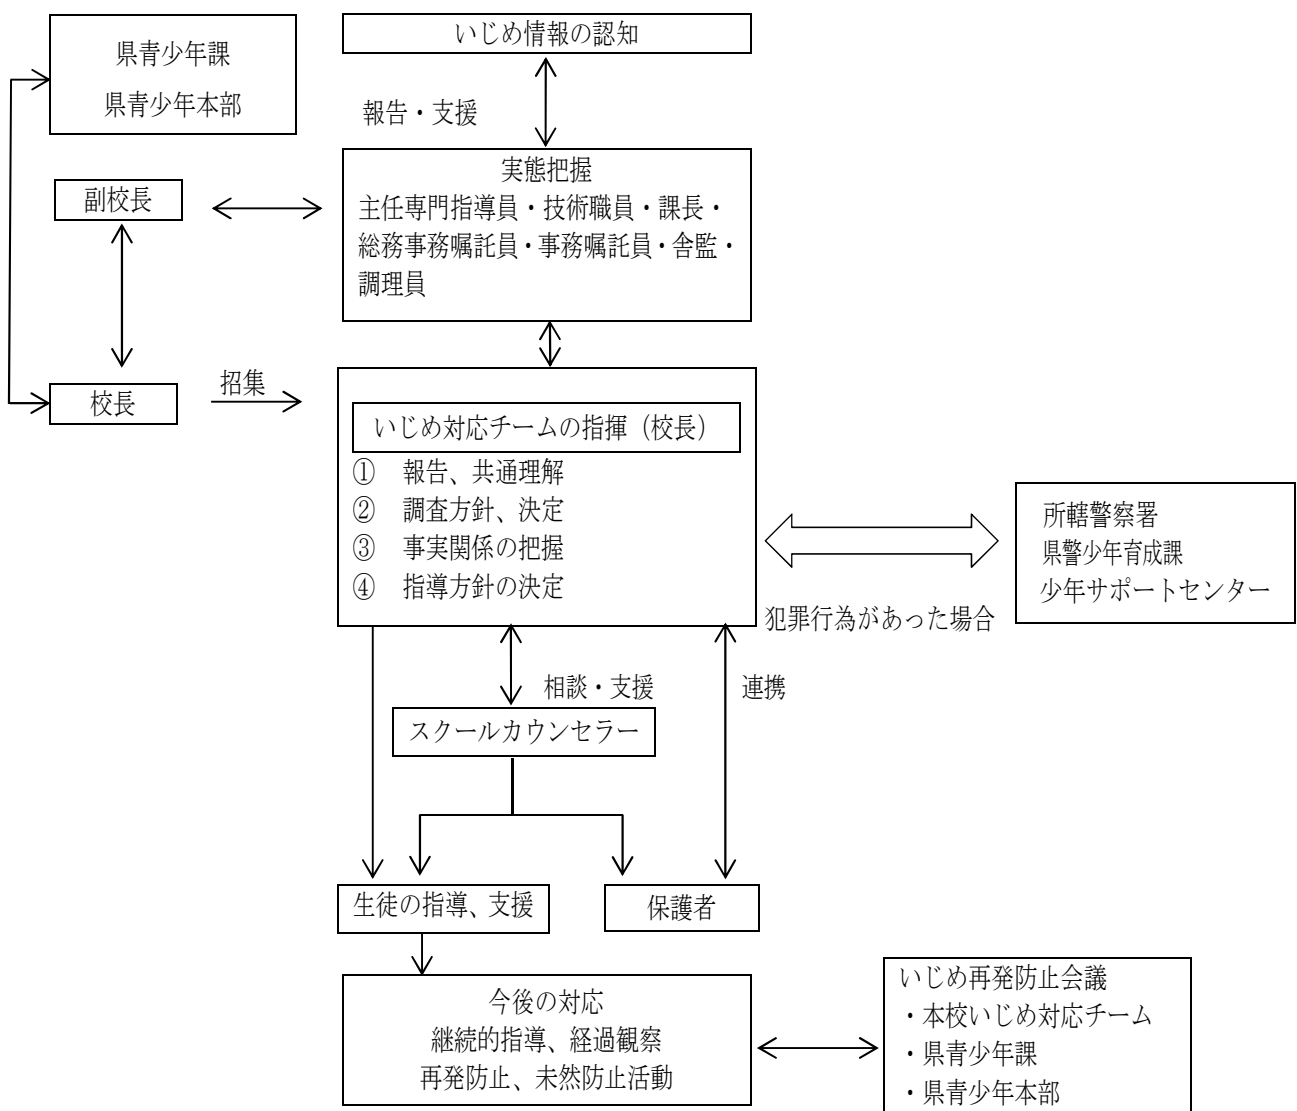 県青少年課
県青少年本部
いじめ情報の認知
報告・支援
実態把握
主任専門指導員・技術職員・課長・
総務事務嘱託員・事務嘱託員・舎監・
調理員
副校長
校長
招集
いじめ対応チームの指揮（校長）
① 報告、共通理解
② 調査方針、決定
③ 事実関係の把握
④ 指導方針の決定
所轄警察署
県警少年育成課
少年サポートセンター
犯罪行為があった場合
相談・支援
連携
スクールカウンセラー
生徒の指導、支援
保護者
今後の対応
継続的指導、経過観察
再発防止、未然防止活動
いじめ再発防止会議
・本校いじめ対応チーム
・県青少年課
・県青少年本部